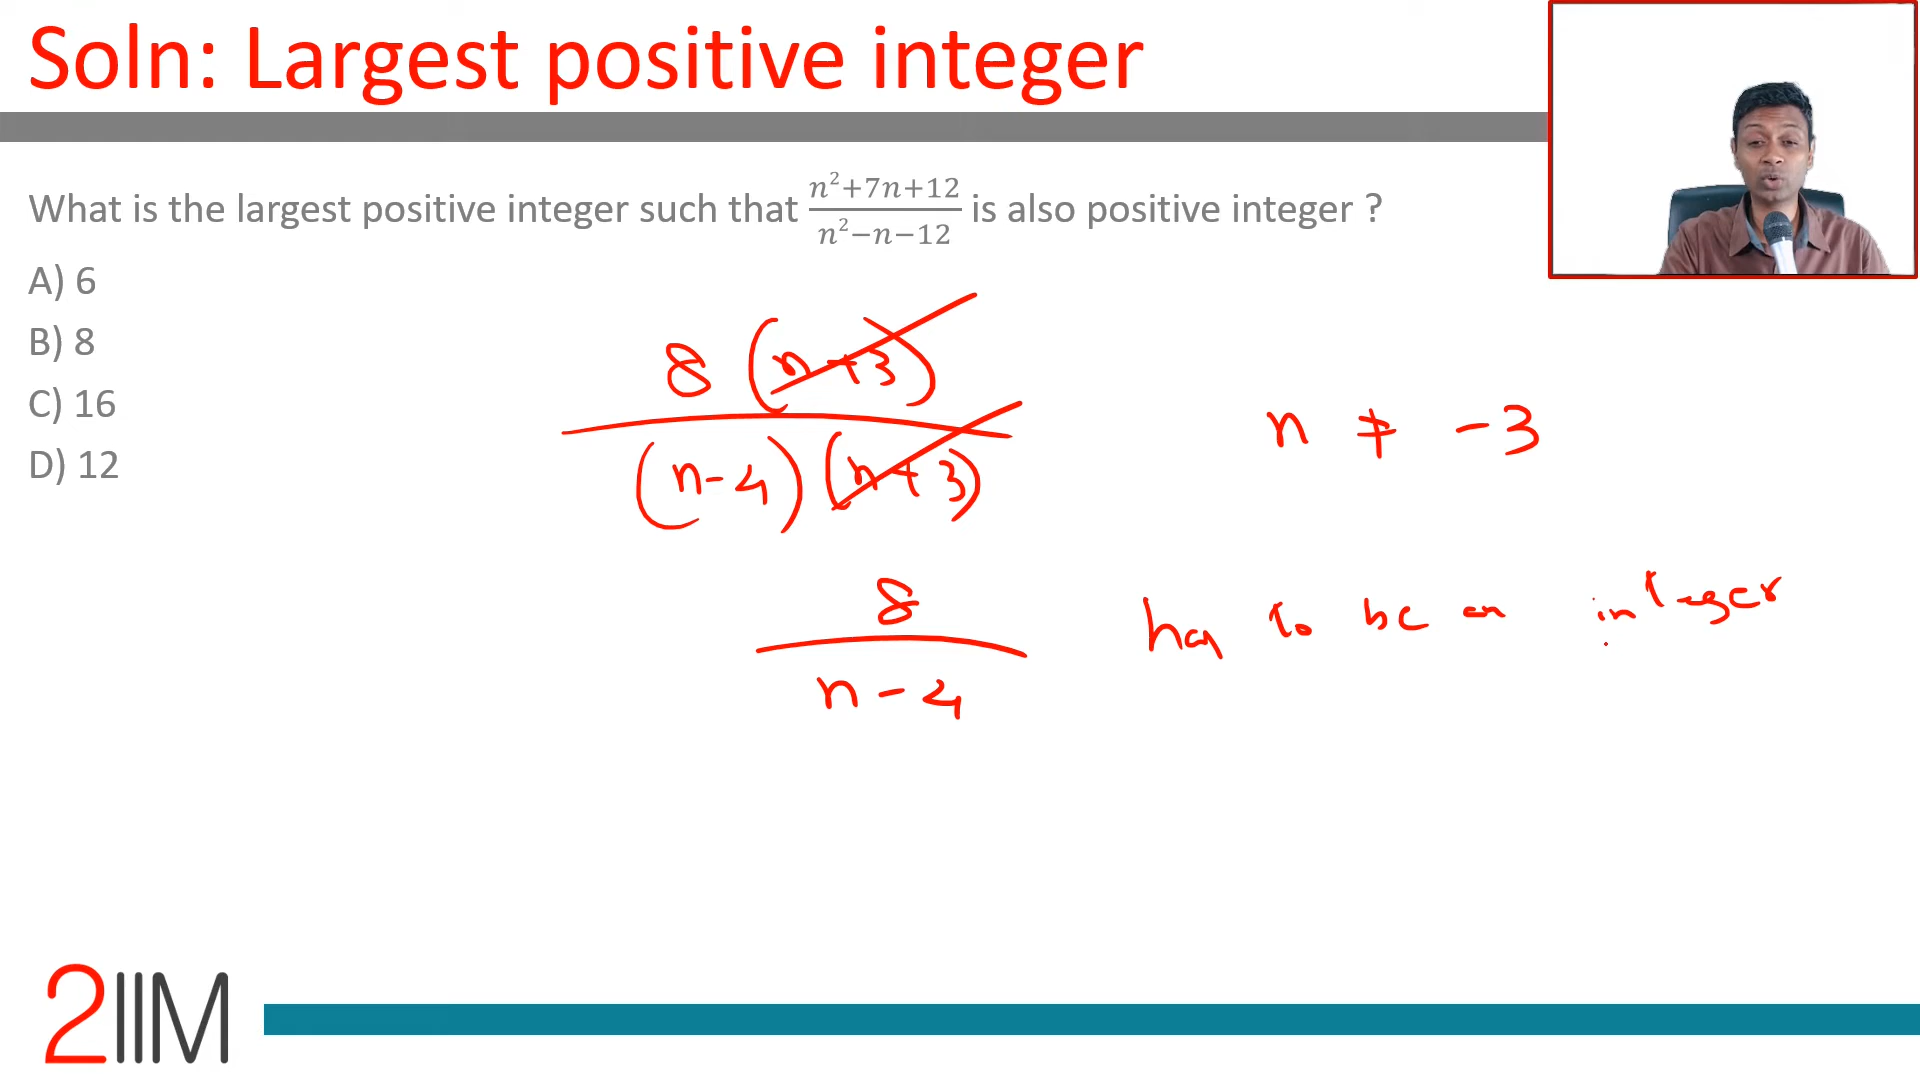 Soln: Largest positive integer
What is the largest positive integer such that (n²+7n+12)/(n²−n−12) is also positive integer ?
A) 6
B) 8
C) 16
D) 12
8 (n+3)
(n-4) (n+3)
n ≠ -3
8
n - 4
has to be an integer
2IIM